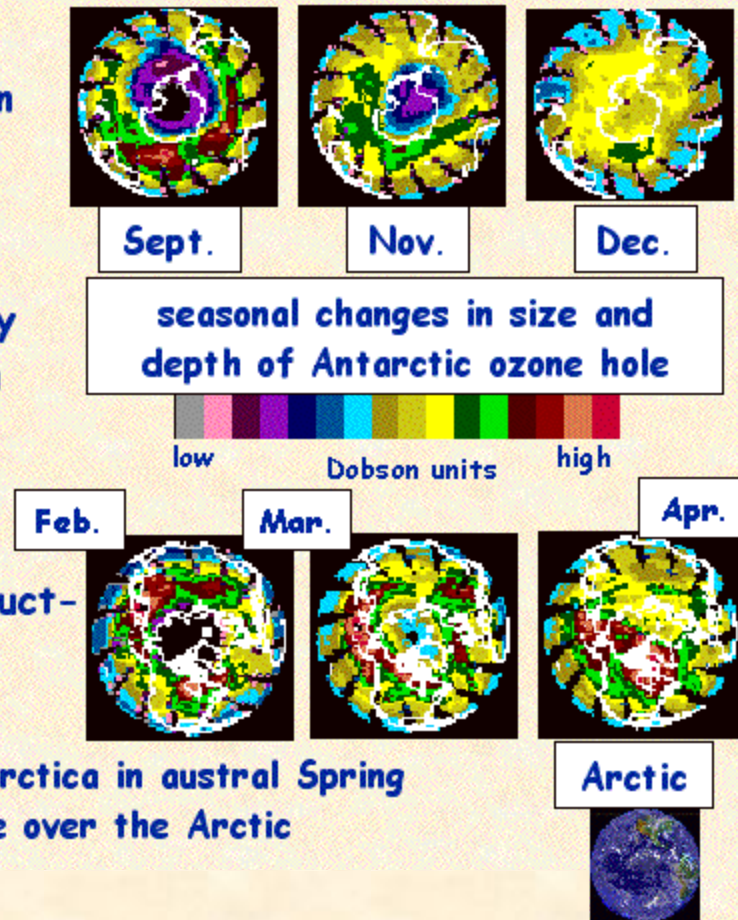 n
Sept.
Nov.
Dec.
y
seasonal changes in size and
depth of Antarctic ozone hole
low
Dobson units
high
Feb.
Mar.
Apr.
uct-
rctica in austral Spring
Arctic
e over the Arctic